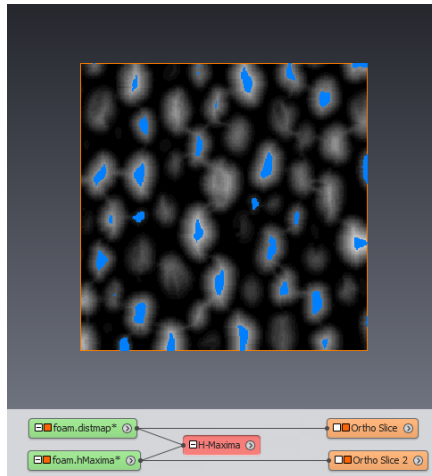 foam.distmap*
Ortho Slice
H-Maxima
foam.hMaxima*
Ortho Slice 2